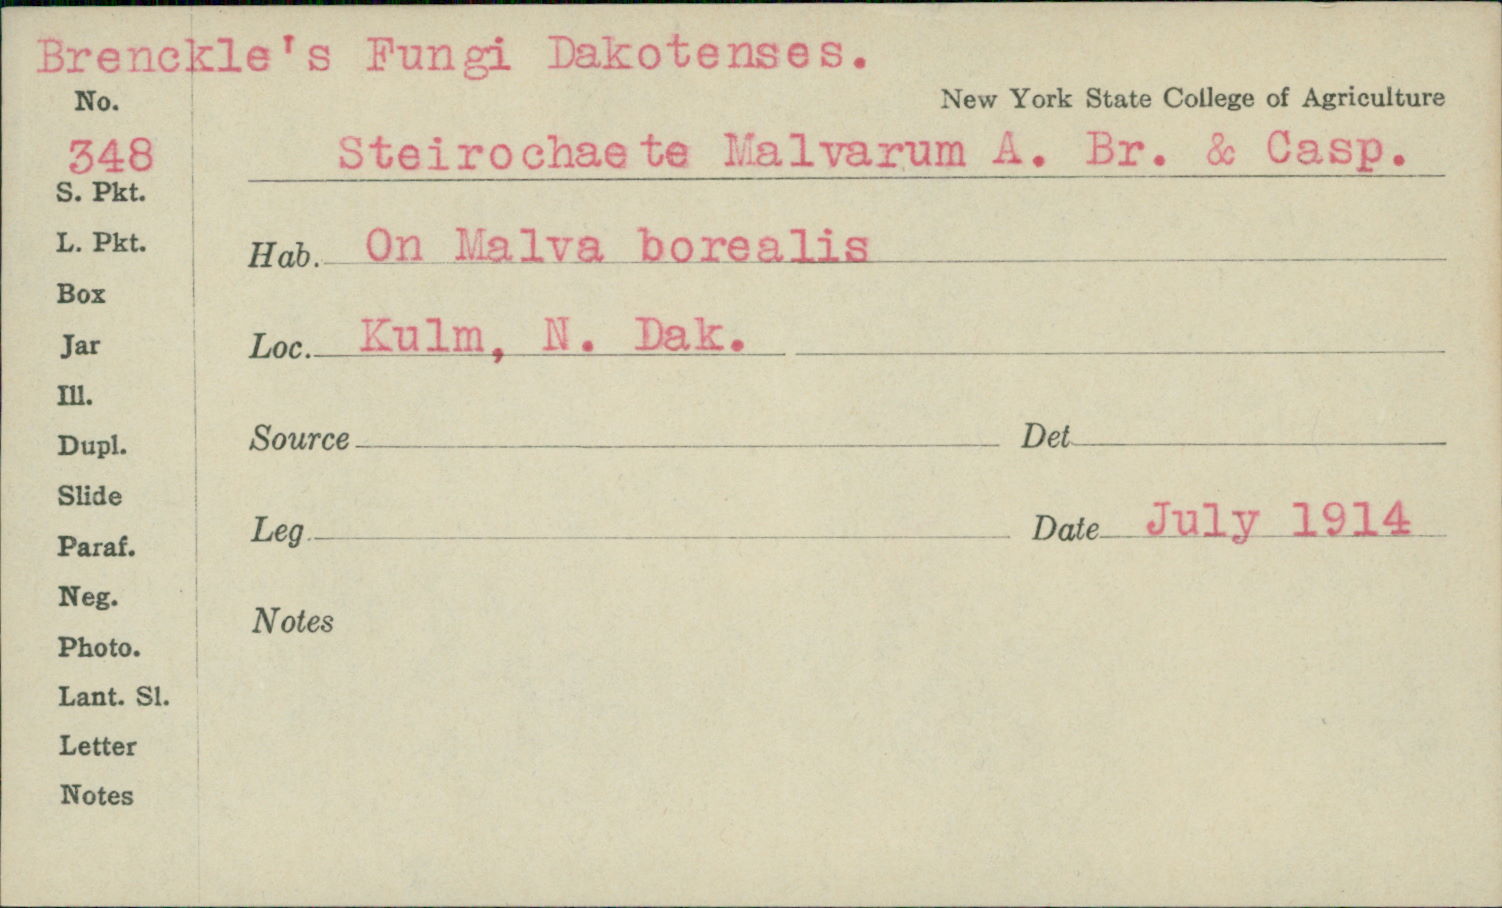 Brenckle's Fungi Dakotenses.
No.
New York State College of Agriculture
348
Steirochaete Malvarum A. Br. & Casp.
S. Pkt.
L. Pkt.
Hab. On Malva borealis
Box
Jar
Loc. Kulm, N. Dak.
Ill.
Dupl.
Source Det
Slide
Leg. Date July 1914
Paraf.
Neg.
Notes
Photo.
Lant. Sl.
Letter
Notes